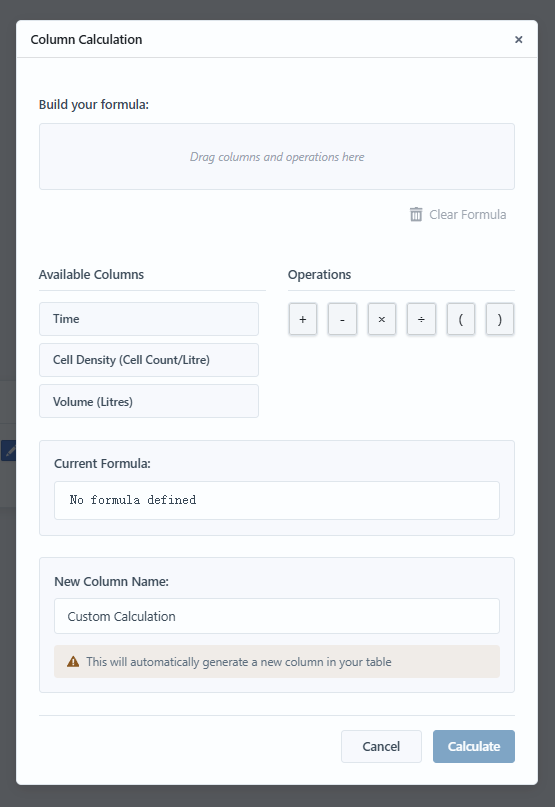 Column Calculation ×
Build your formula:
Drag columns and operations here
Clear Formula
Available Columns
Time
Cell Density (Cell Count/Litre)
Volume (Litres)
Operations
+ - × ÷ ( )
Current Formula:
No formula defined
New Column Name:
Custom Calculation
This will automatically generate a new column in your table
Cancel Calculate